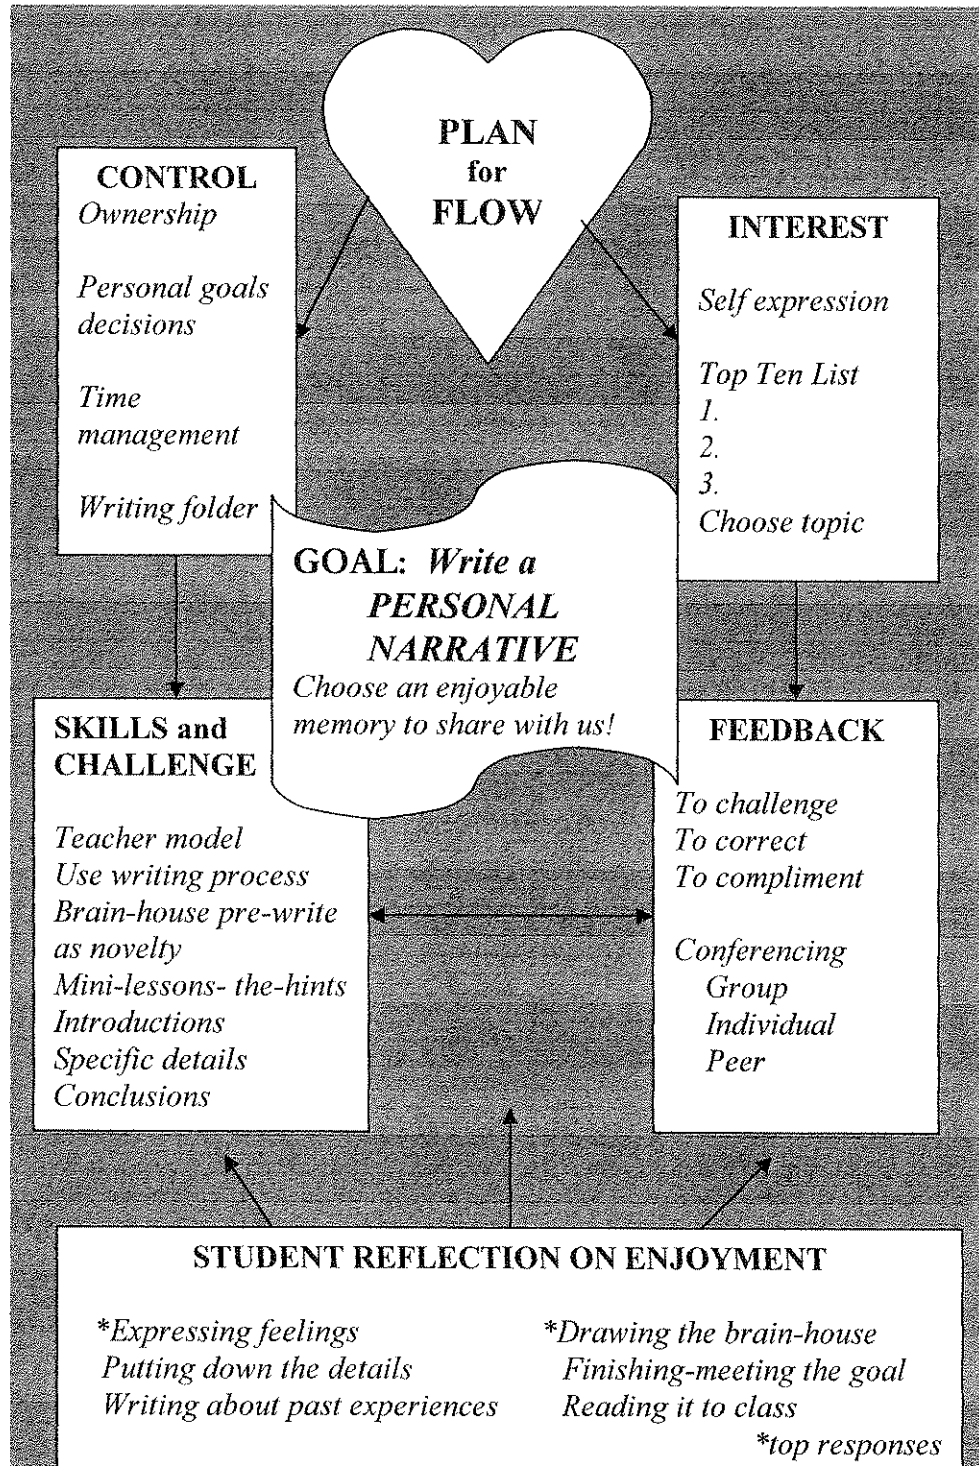 PLAN
for
FLOW
CONTROL
Ownership
Personal goals
decisions
Time
management
Writing folder
INTEREST
Self expression
Top Ten List
1.
2.
3.
Choose topic
GOAL: Write a
PERSONAL
NARRATIVE
Choose an enjoyable
memory to share with us!
SKILLS and
CHALLENGE
Teacher model
Use writing process
Brain-house pre-write
as novelty
Mini-lessons- the-hints
Introductions
Specific details
Conclusions
FEEDBACK
To challenge
To correct
To compliment
Conferencing
Group
Individual
Peer
STUDENT REFLECTION ON ENJOYMENT
*Expressing feelings
Putting down the details
Writing about past experiences
*Drawing the brain-house
Finishing-meeting the goal
Reading it to class
*top responses